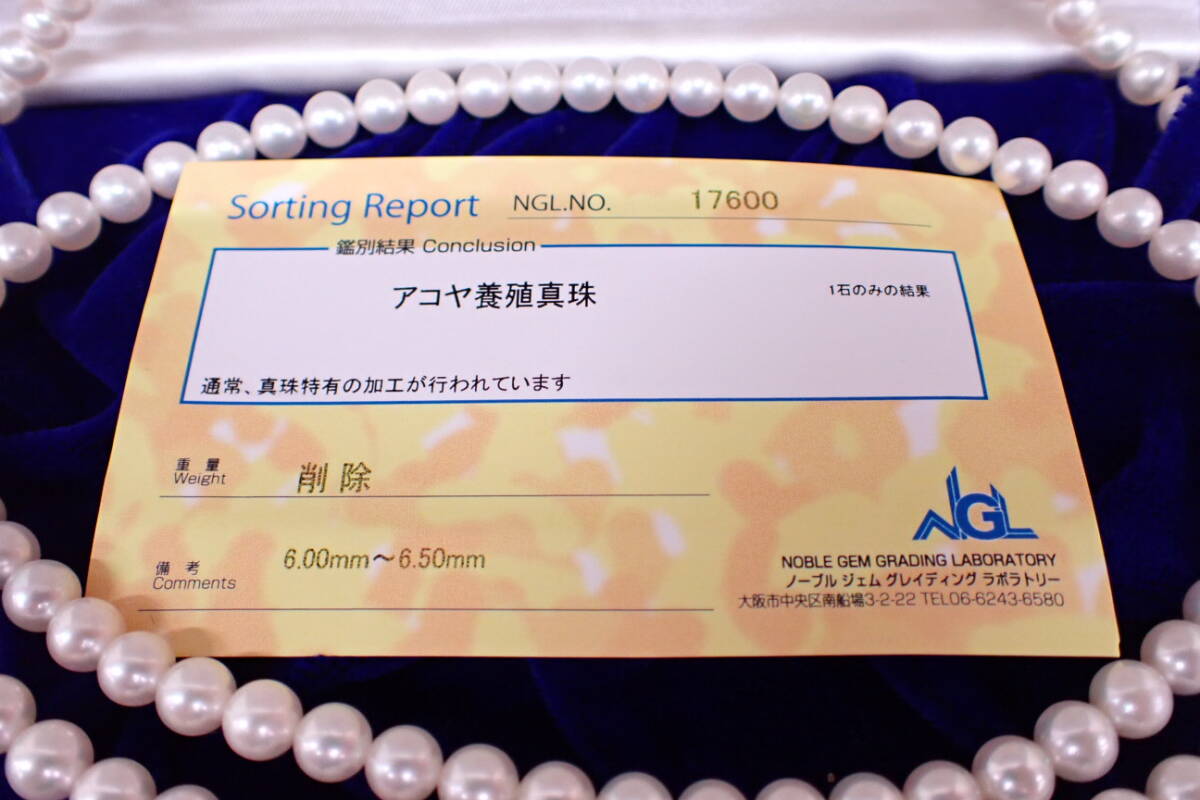 Sorting Report NGL.NO. 17600
鑑別結果 Conclusion
アコヤ養殖真珠 1石のみの結果
通常、真珠特有の加工が行われています
重量 削除
Weight
備考 6.00mm~6.50mm
Comments
NGL
NOBLE GEM GRADING LABORATORY
ノーブル ジェム グレイディング ラボラトリー
大阪市中央区南船場3-2-22 TEL06-6243-6580